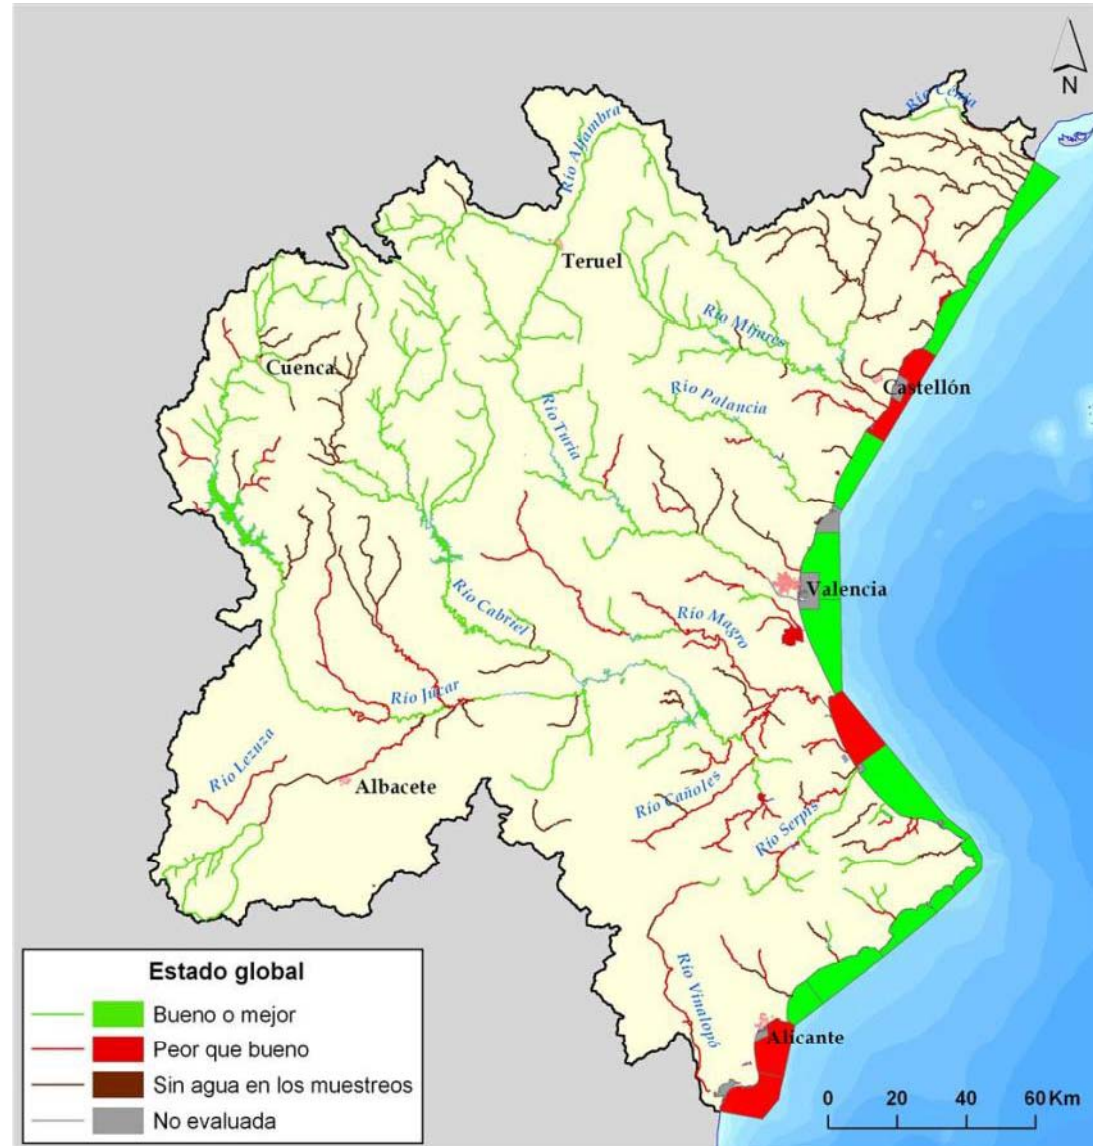 N
Río Cenia
Río Alhambra
Teruel
Río Mijares
Cuenca
Castellón
Río Palancia
Río Turia
Valencia
Río Cabriel
Río Magro
Río Júcar
Río Lezuza
Albacete
Río Cañoles
Río Serpis
Río Vinalopó
Alicante
Estado global
Bueno o mejor
Peor que bueno
Sin agua en los muestreos
No evaluada
0 20 40 60 Km